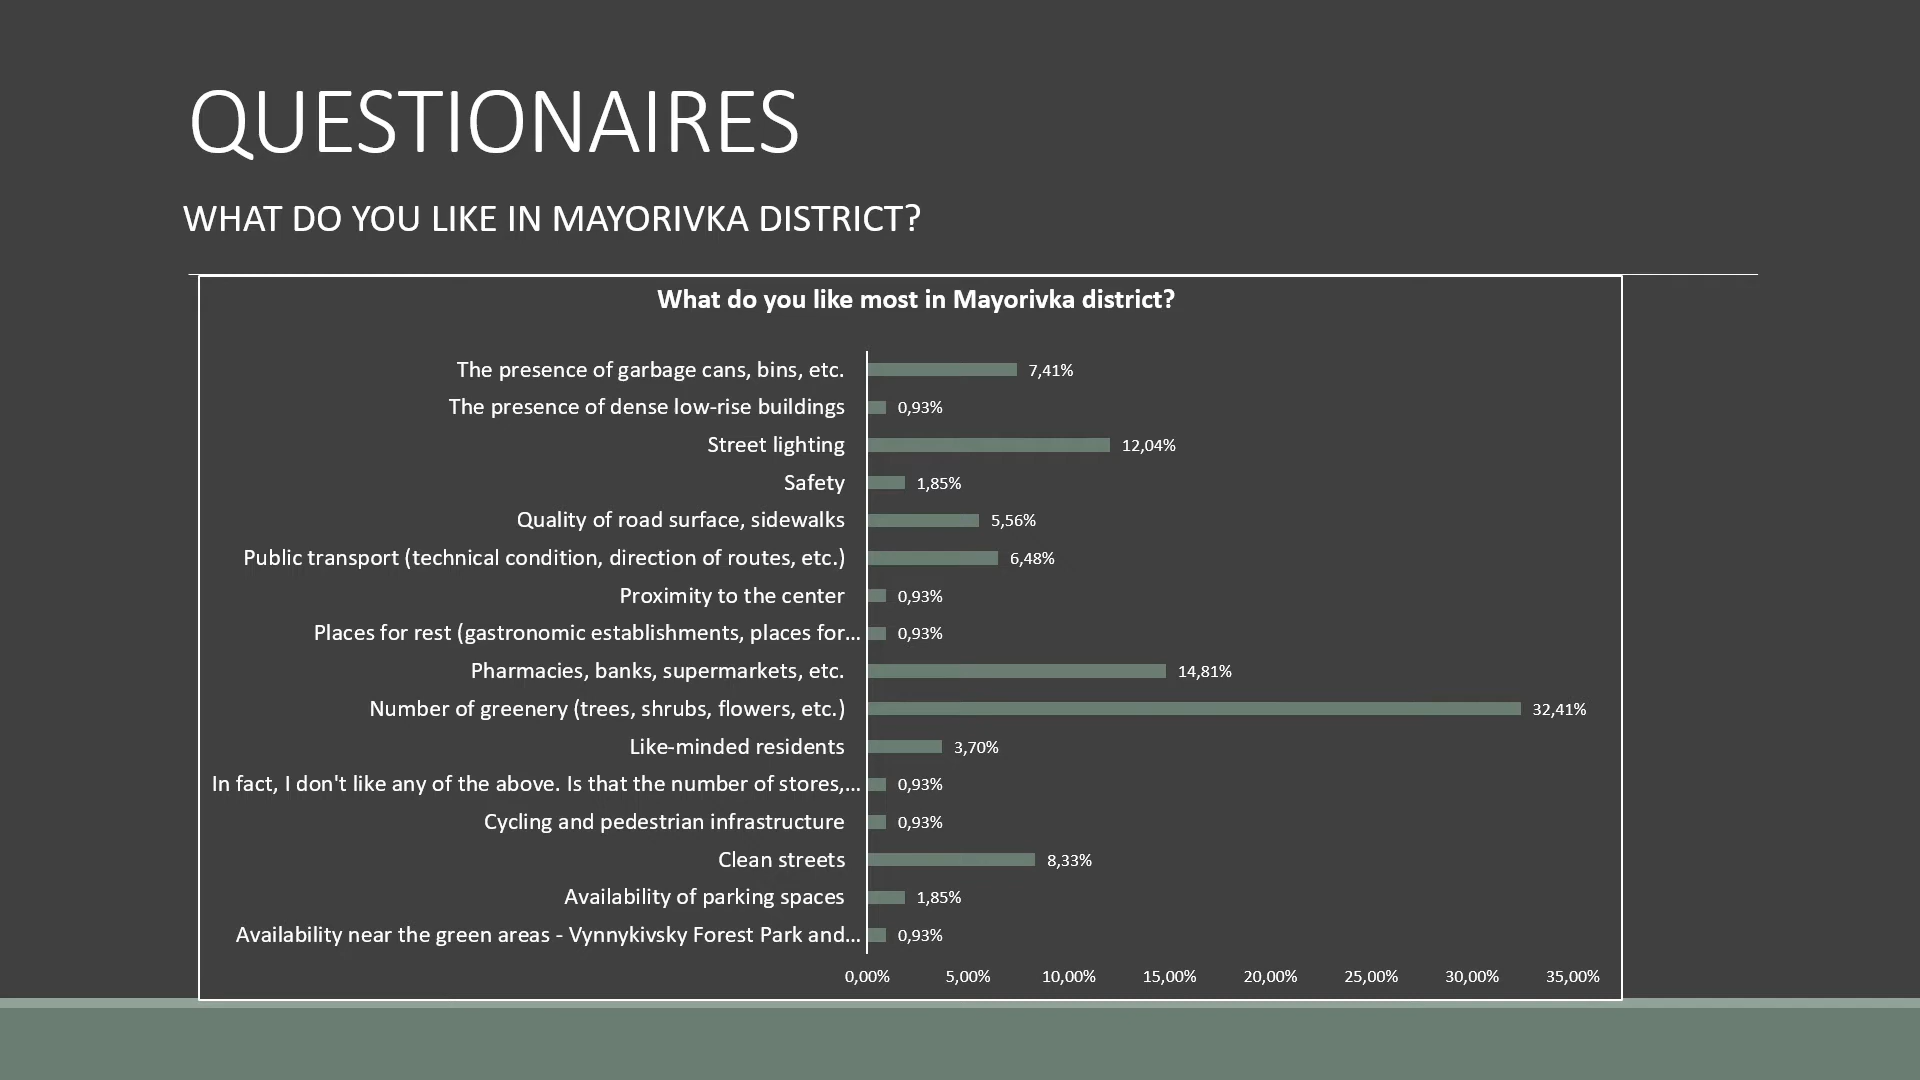 QUESTIONAIRES
WHAT DO YOU LIKE IN MAYORIVKA DISTRICT?
What do you like most in Mayorivka district?
The presence of garbage cans, bins, etc. 7,41%
The presence of dense low-rise buildings 0,93%
Street lighting 12,04%
Safety 1,85%
Quality of road surface, sidewalks 5,56%
Public transport (technical condition, direction of routes, etc.) 6,48%
Proximity to the center 0,93%
Places for rest (gastronomic establishments, places for... 0,93%
Pharmacies, banks, supermarkets, etc. 14,81%
Number of greenery (trees, shrubs, flowers, etc.) 32,41%
Like-minded residents 3,70%
In fact, I don't like any of the above. Is that the number of stores,... 0,93%
Cycling and pedestrian infrastructure 0,93%
Clean streets 8,33%
Availability of parking spaces 1,85%
Availability near the green areas - Vynnykivsky Forest Park and... 0,93%
0,00% 5,00% 10,00% 15,00% 20,00% 25,00% 30,00% 35,00%